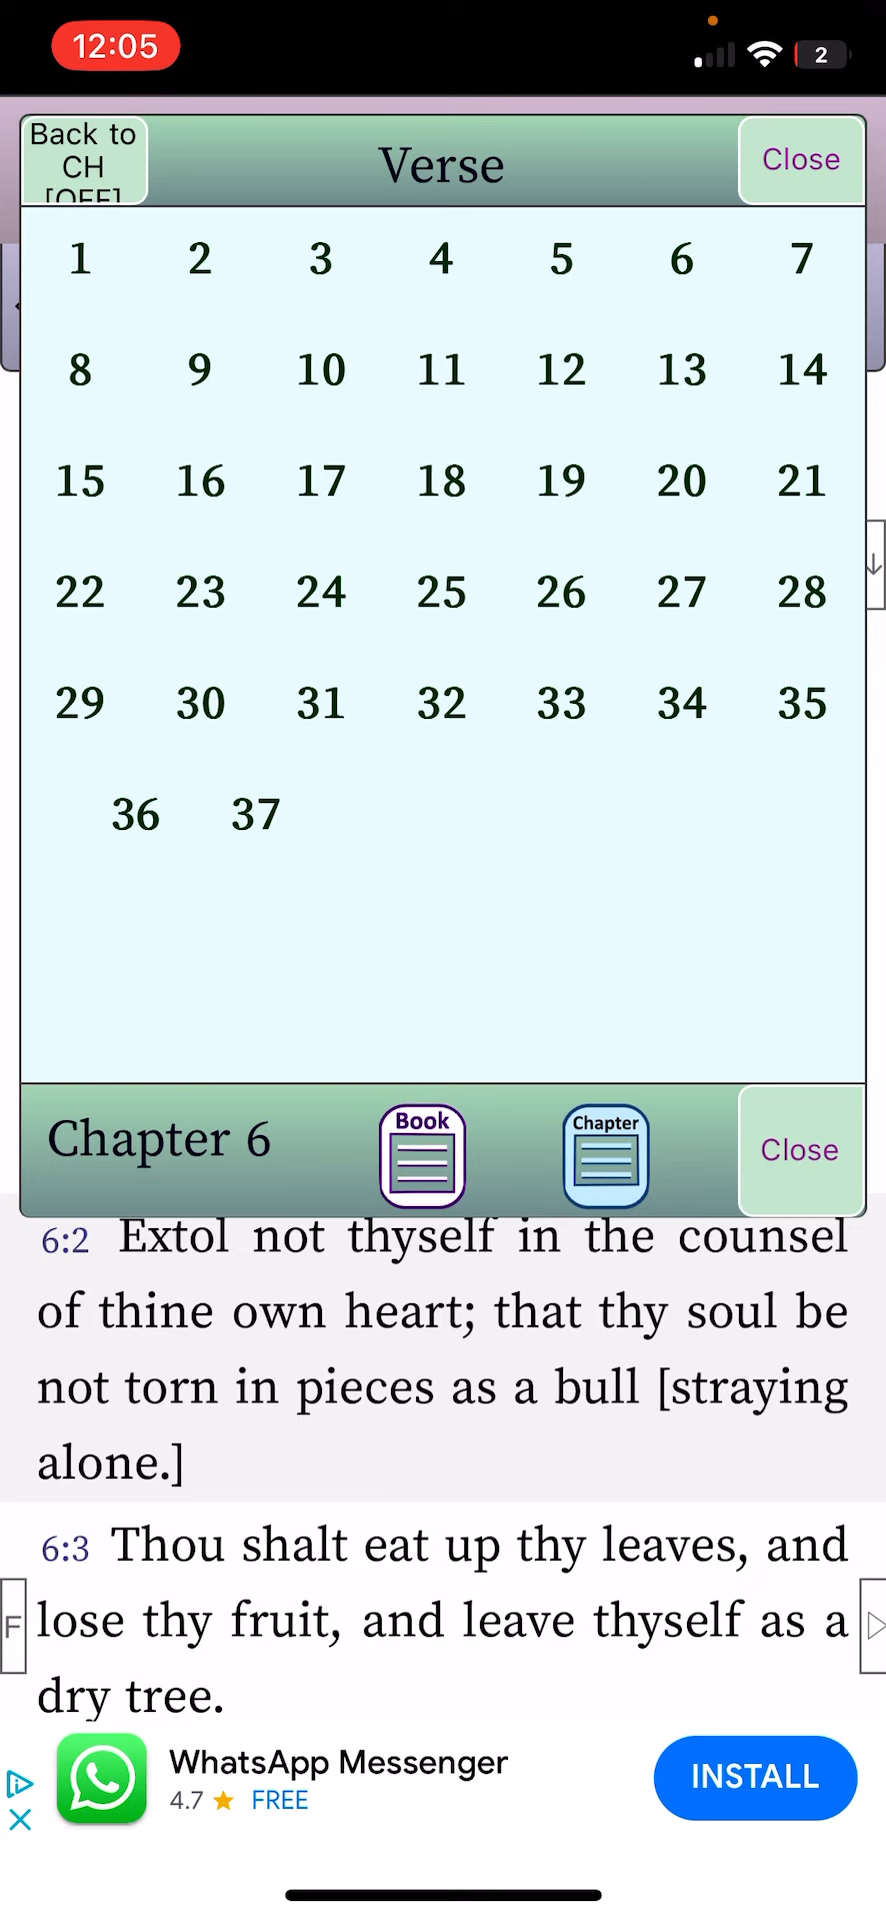 12:05
2
Back to
CH
[OFF]
Verse
Close
1 2 3 4 5 6 7
8 9 10 11 12 13 14
15 16 17 18 19 20 21
22 23 24 25 26 27 28
29 30 31 32 33 34 35
36 37
Chapter 6
Book
Chapter
Close
6:2 Extol not thyself in the counsel
of thine own heart; that thy soul be
not torn in pieces as a bull [straying
alone.]
6:3 Thou shalt eat up thy leaves, and
F
lose thy fruit, and leave thyself as a
dry tree.
WhatsApp Messenger
4.7 ★ FREE
INSTALL